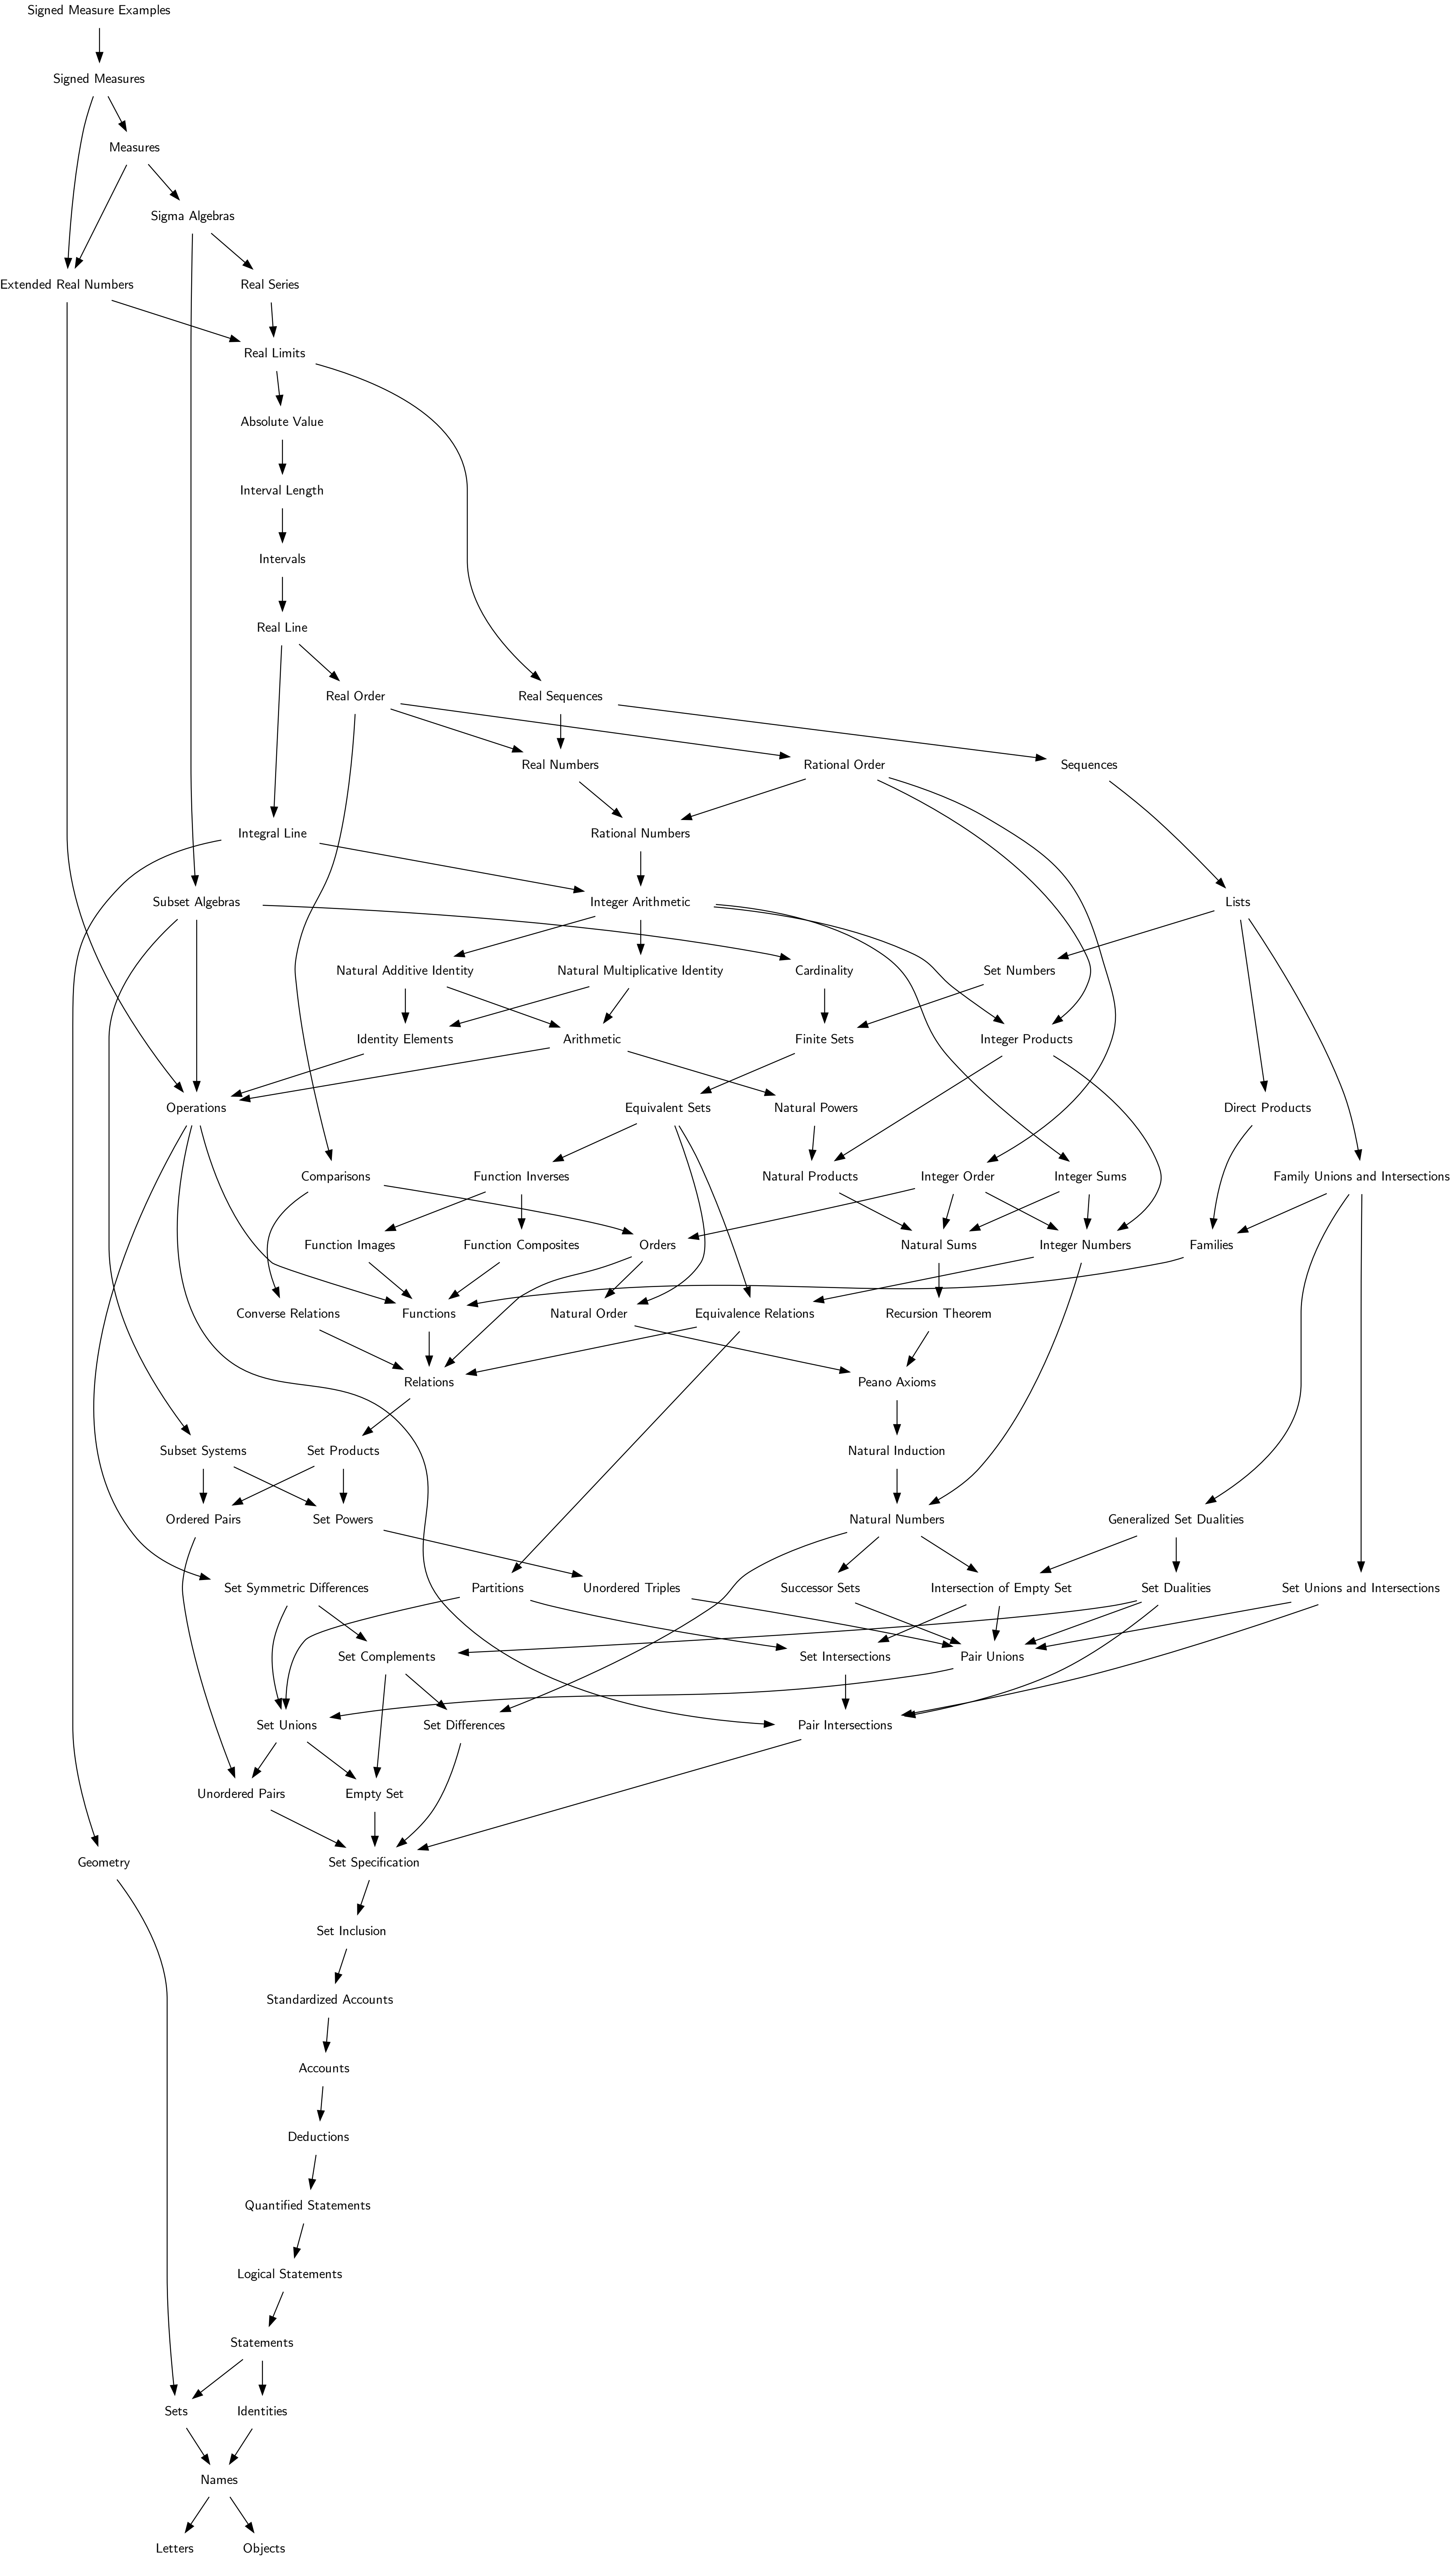 Signed Measure Examples
Signed Measures
Measures
Sigma Algebras
Extended Real Numbers
Real Series
Real Limits
Absolute Value
Interval Length
Intervals
Real Line
Real Order
Real Sequences
Real Numbers
Rational Order
Sequences
Integral Line
Rational Numbers
Subset Algebras
Integer Arithmetic
Lists
Natural Additive Identity
Natural Multiplicative Identity
Cardinality
Set Numbers
Identity Elements
Arithmetic
Finite Sets
Integer Products
Operations
Equivalent Sets
Natural Powers
Direct Products
Comparisons
Function Inverses
Natural Products
Integer Order
Integer Sums
Family Unions and Intersections
Function Images
Function Composites
Orders
Natural Sums
Integer Numbers
Families
Converse Relations
Functions
Natural Order
Equivalence Relations
Recursion Theorem
Relations
Peano Axioms
Subset Systems
Set Products
Natural Induction
Ordered Pairs
Set Powers
Natural Numbers
Generalized Set Dualities
Set Symmetric Differences
Partitions
Unordered Triples
Successor Sets
Intersection of Empty Set
Set Dualities
Set Unions and Intersections
Set Complements
Set Intersections
Pair Unions
Set Unions
Set Differences
Pair Intersections
Unordered Pairs
Empty Set
Geometry
Set Specification
Set Inclusion
Standardized Accounts
Accounts
Deductions
Quantified Statements
Logical Statements
Statements
Sets
Identities
Names
Letters
Objects